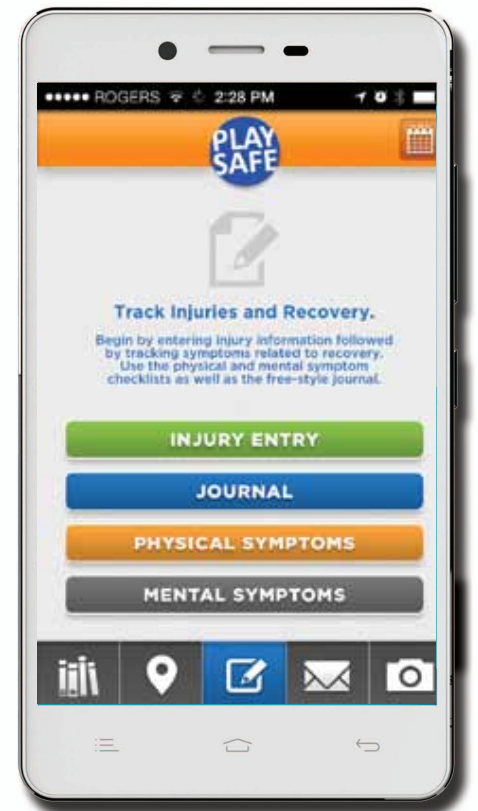 ROGERS 2:28 PM
PLAY
SAFE
Track Injuries and Recovery.
Begin by entering injury information followed
by tracking symptoms related to recovery.
Use the physical and mental symptom
checklists as well as the free-style journal.
INJURY ENTRY
JOURNAL
PHYSICAL SYMPTOMS
MENTAL SYMPTOMS